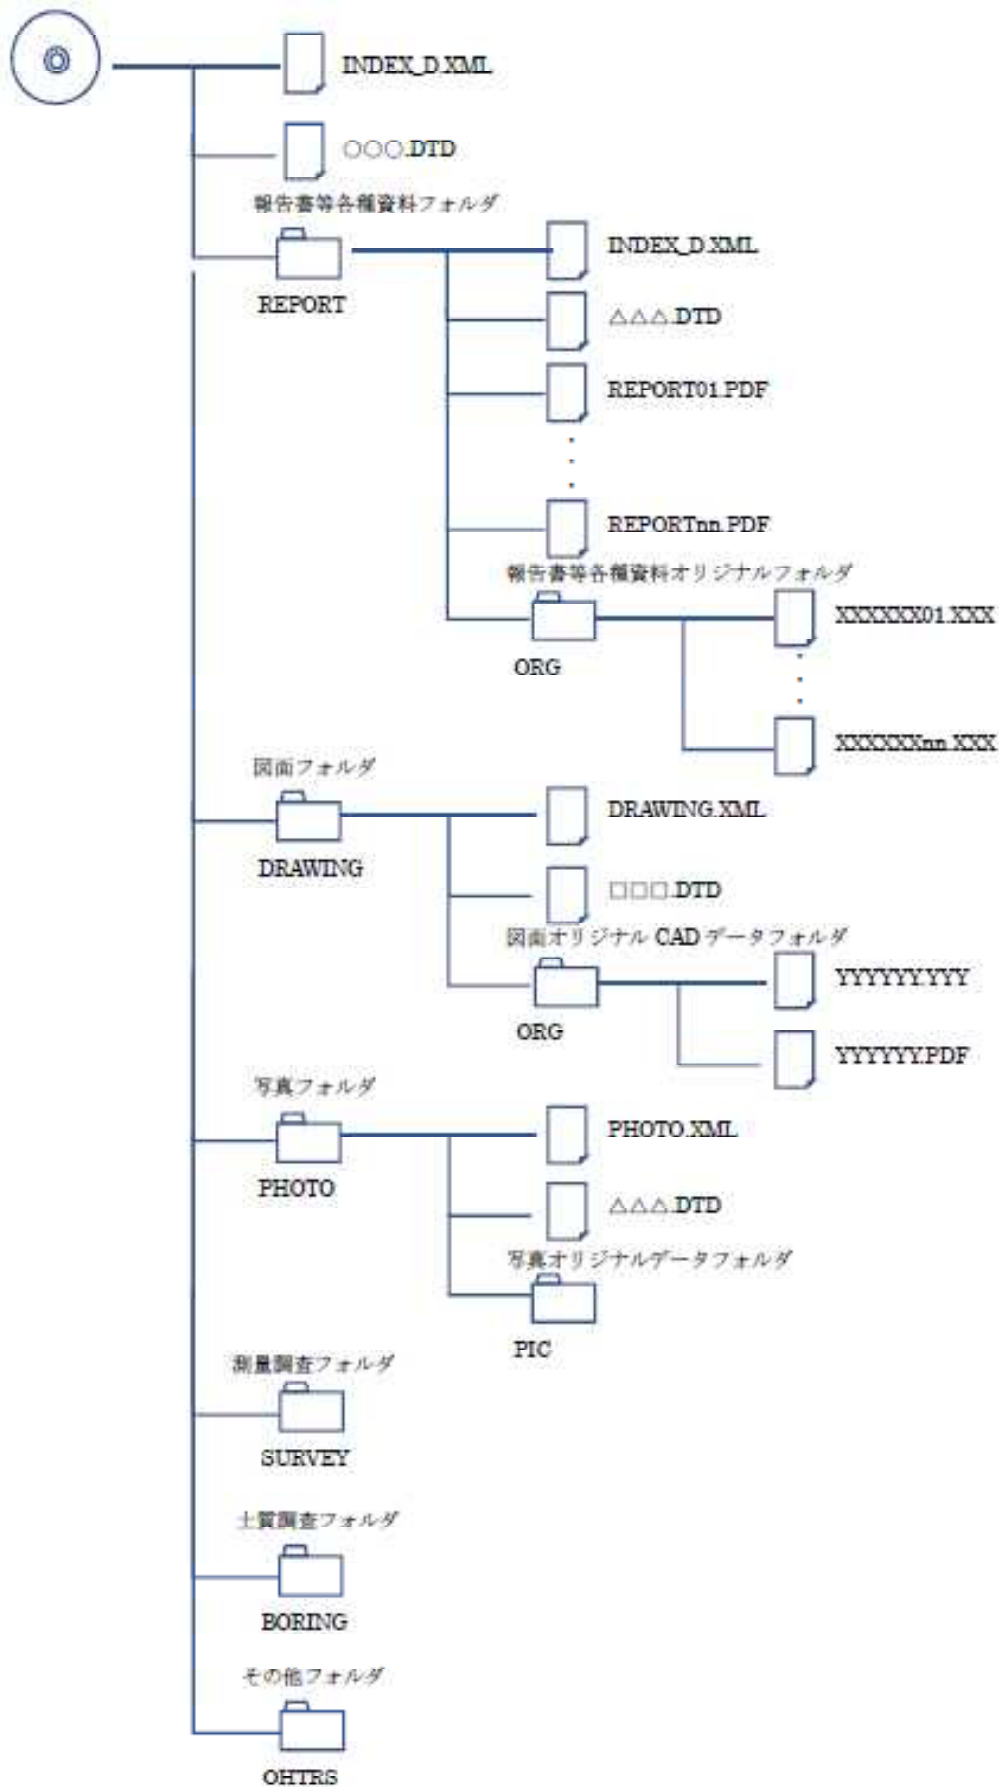 INDEX_D.XML
○○○.DTD
報告書等各種資料フォルダ
REPORT
INDEX_D.XML
△△△.DTD
REPORT01.PDF
REPORTnn.PDF
報告書等各種資料オリジナルフォルダ
ORG
XXXXXX01.XXX
XXXXXXnn.XXX
図面フォルダ
DRAWING
DRAWING.XML
□□□.DTD
図面オリジナル CAD データフォルダ
ORG
YYYYYY.YYY
YYYYYY.PDF
写真フォルダ
PHOTO
PHOTO.XML
△△△.DTD
写真オリジナルデータフォルダ
PIC
測量調査フォルダ
SURVEY
土質調査フォルダ
BORING
その他フォルダ
OHTRS